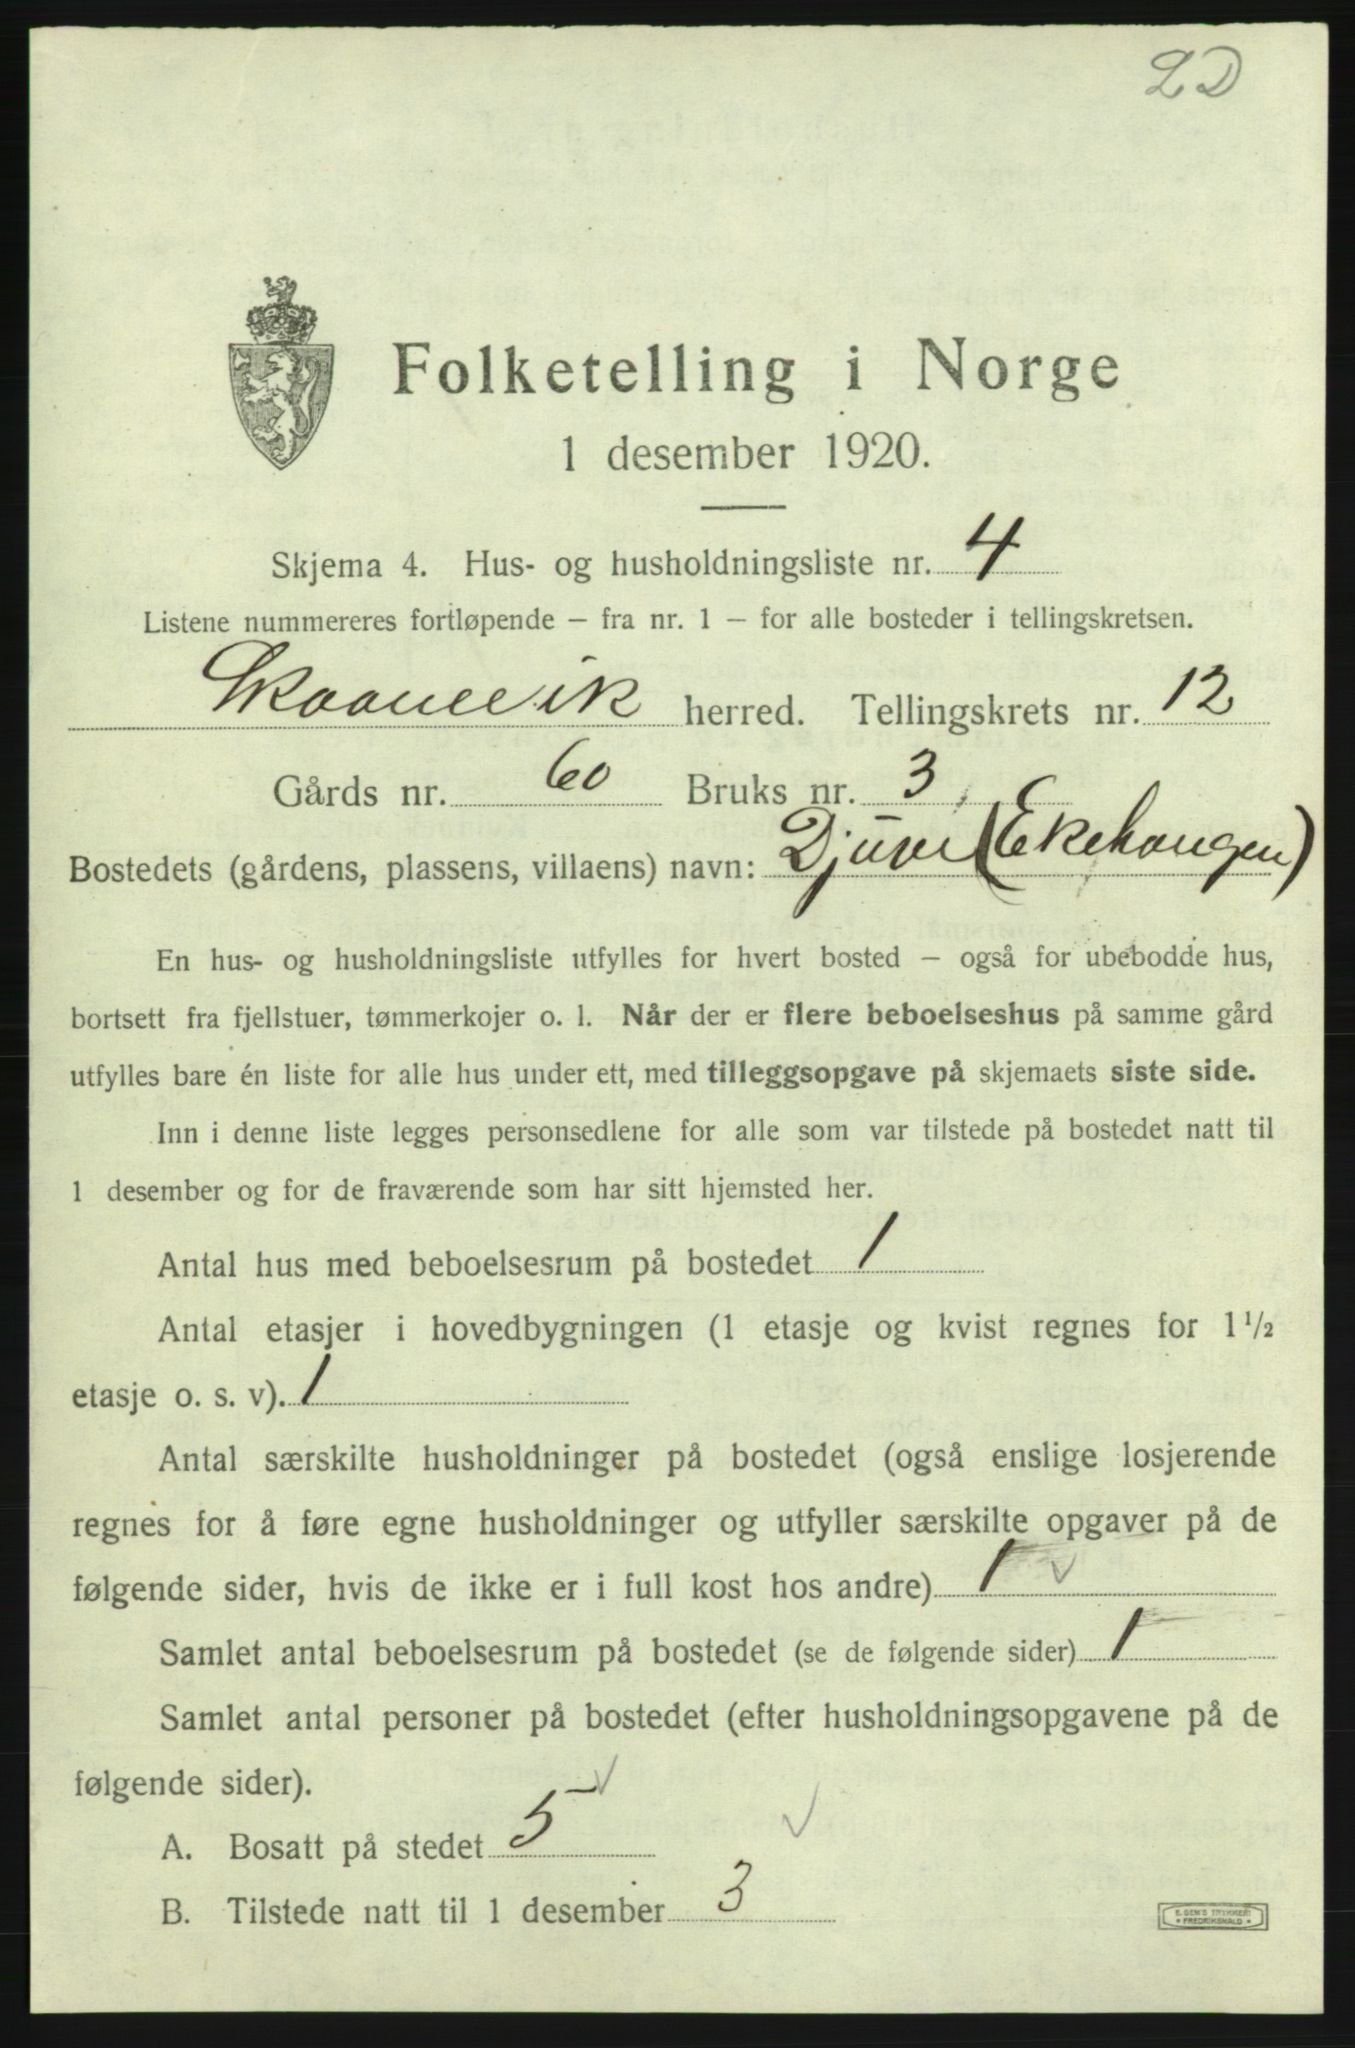 2D
Folketelling i Norge
1 desember 1920.
Skjema 4. Hus- og husholdningsliste nr. 4
Listene nummereres fortløpende – fra nr. 1 – for alle bosteder i tellingskretsen.
Skaanevik herred. Tellingskrets nr. 12
Gårds nr. 60 Bruks nr. 3,
Bostedets (gårdens, plassens, villaens) navn: Djuve (Ekehaugen)
En hus- og husholdningsliste utfylles for hvert bosted – også for ubebodde hus,
bortsett fra fjellstuer, tømmerkojer o. l. Når der er flere beboelseshus på samme gård
utfylles bare én liste for alle hus under ett, med tilleggsopgave på skjemaets siste side.
Inn i denne liste legges personsedlene for alle som var tilstede på bostedet natt til
1 desember og for de fraværende som har sitt hjemsted her.
Antal hus med beboelsesrum på bostedet 1
Antal etasjer i hovedbygningen (1 etasje og kvist regnes for 1 1/2
etasje o. s. v). 1
Antal særskilte husholdninger på bostedet (også enslige losjerende
regnes for å føre egne husholdninger og utfyller særskilte opgaver på de
følgende sider, hvis de ikke er i full kost hos andre) 1 √
Samlet antal beboelsesrum på bostedet (se de følgende sider) 1
Samlet antal personer på bostedet (efter husholdningsopgavene på de
følgende sider).
A. Bosatt på stedet 5 √ √
B. Tilstede natt til 1 desember 3
E. SEM'S TRYKKERI
• FREDRIKSHALD •